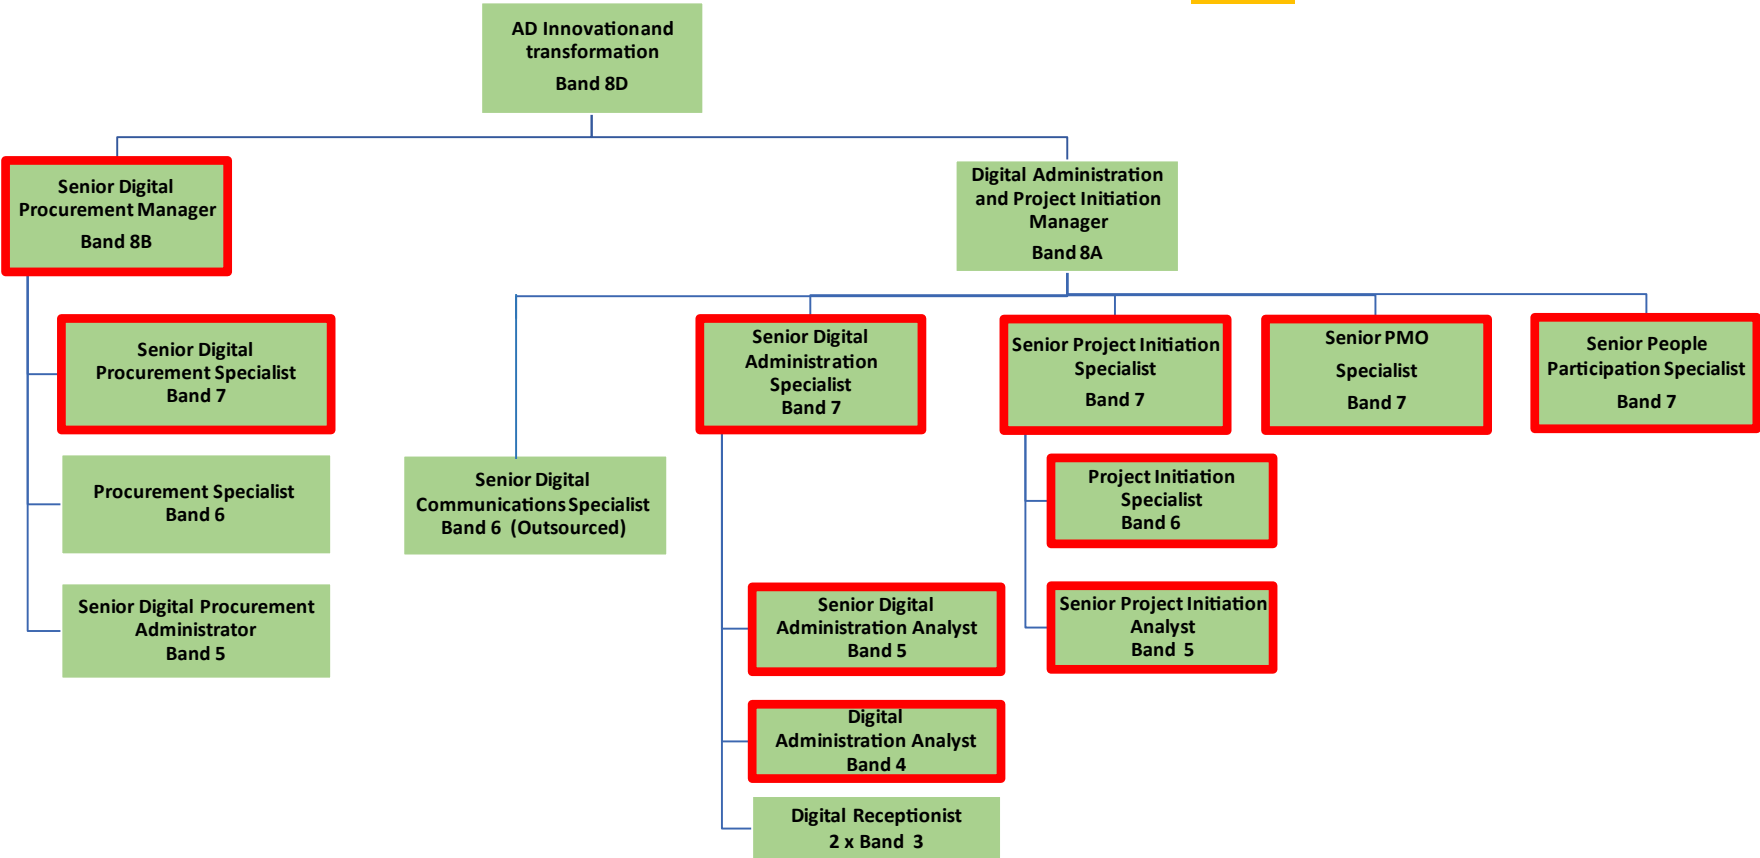 AD Innovation and
transformation
Band 8D
Senior Digital
Procurement Manager
Band 8B
Digital Administration
and Project Initiation
Manager
Band 8A
Senior Digital
Procurement Specialist
Band 7
Senior Digital
Administration
Specialist
Band 7
Senior Project Initiation
Specialist
Band 7
Senior PMO
Specialist
Band 7
Senior People
Participation Specialist
Band 7
Procurement Specialist
Band 6
Senior Digital
Communications Specialist
Band 6 (Outsourced)
Project Initiation
Specialist
Band 6
Senior Digital Procurement
Administrator
Band 5
Senior Digital
Administration Analyst
Band 5
Senior Project Initiation
Analyst
Band 5
Digital
Administration Analyst
Band 4
Digital Receptionist
2 x Band 3